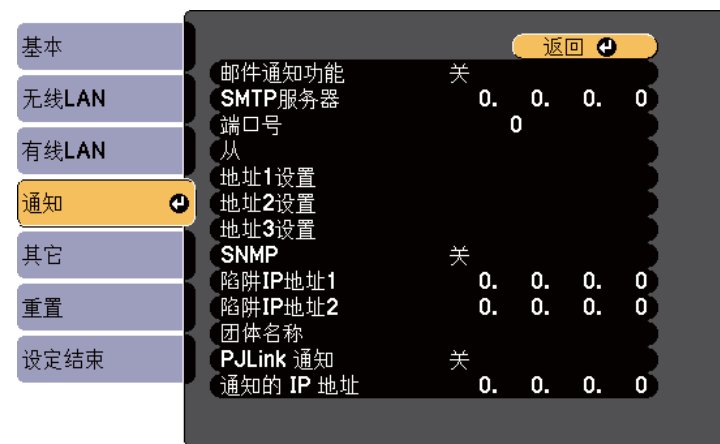 基本
无线LAN
有线LAN
通知
其它
重置
设定结束
返回
邮件通知功能 关
SMTP服务器 0. 0. 0. 0
端口号 0
从
地址1设置
地址2设置
地址3设置
SNMP 关
陷阱IP地址1 0. 0. 0. 0
陷阱IP地址2 0. 0. 0. 0
团体名称
PJLink 通知 关
通知的 IP 地址 0. 0. 0. 0